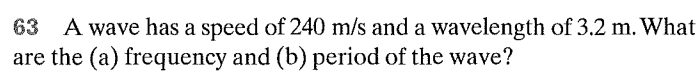 63 A wave has a speed of 240 m/s and a wavelength of 3.2 m. What
are the (a) frequency and (b) period of the wave?